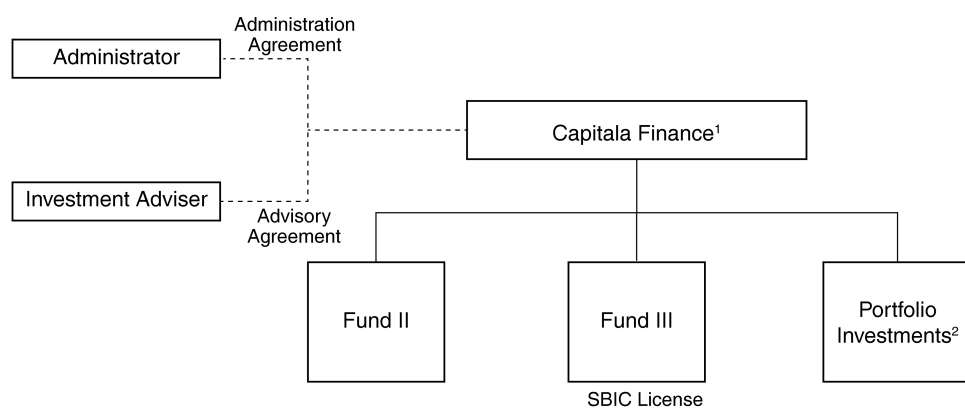 Administration
Agreement
Administrator
Capitala Finance¹
Investment Adviser
Advisory
Agreement
Fund II
Fund III
Portfolio
Investments²
SBIC License